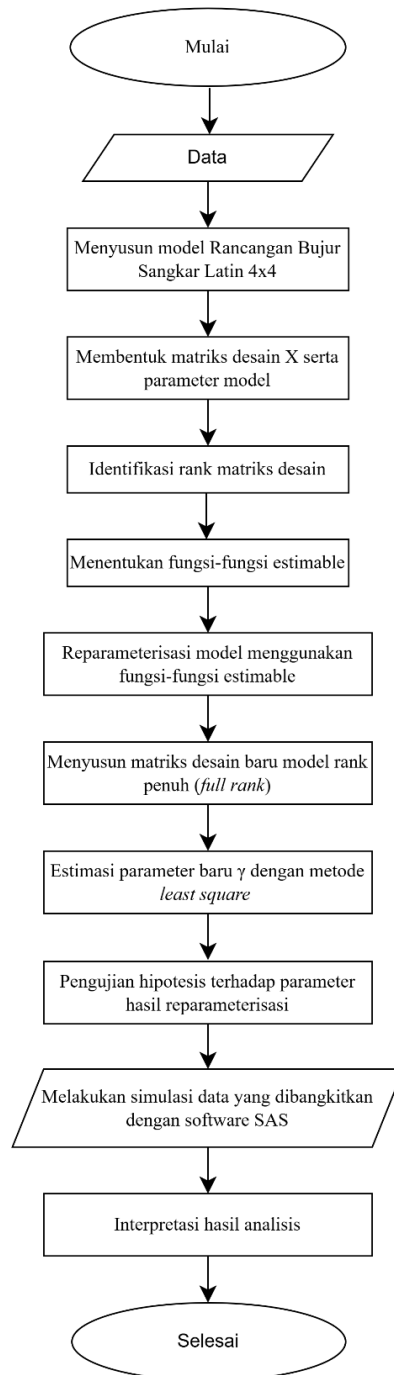 Mulai
Data
Menyusun model Rancangan Bujur
Sangkar Latin 4x4
Membentuk matriks desain X serta
parameter model
Identifikasi rank matriks desain
Menentukan fungsi-fungsi estimable
Reparameterisasi model menggunakan
fungsi-fungsi estimable
Menyusun matriks desain baru model rank
penuh (full rank)
Estimasi parameter baru γ dengan metode
least square
Pengujian hipotesis terhadap parameter
hasil reparameterisasi
Melakukan simulasi data yang dibangkitkan
dengan software SAS
Interpretasi hasil analisis
Selesai